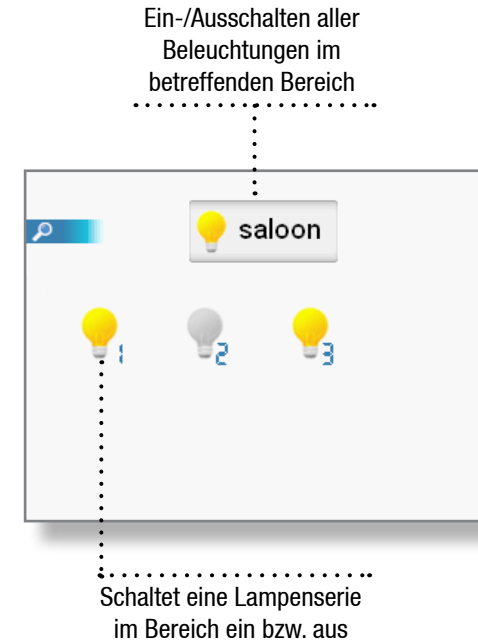 Ein-/Ausschalten aller
Beleuchtungen im
betreffenden Bereich
saloon
1 2 3
Schaltet eine Lampenserie
im Bereich ein bzw. aus